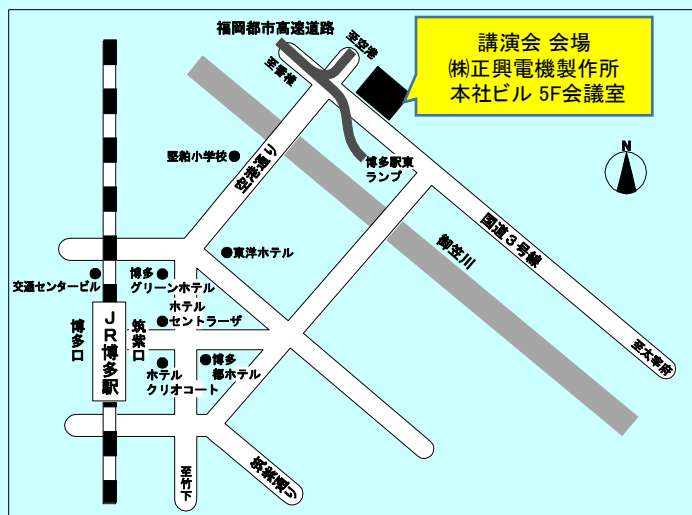 福岡都市高速道路
至空港
至香椎
講演会 会場
㈱正興電機製作所
本社ビル 5F会議室
堅粕小学校
空港通り
博多駅東
ランプ
N
国道3号線
御笠川
東洋ホテル
交通センタービル
博多
グリーンホテル
ホテル
セントラーザ
博多口
JR博多駅
筑紫口
ホテル
クリオコート
博多
都ホテル
至太宰府
至竹下
筑紫通り